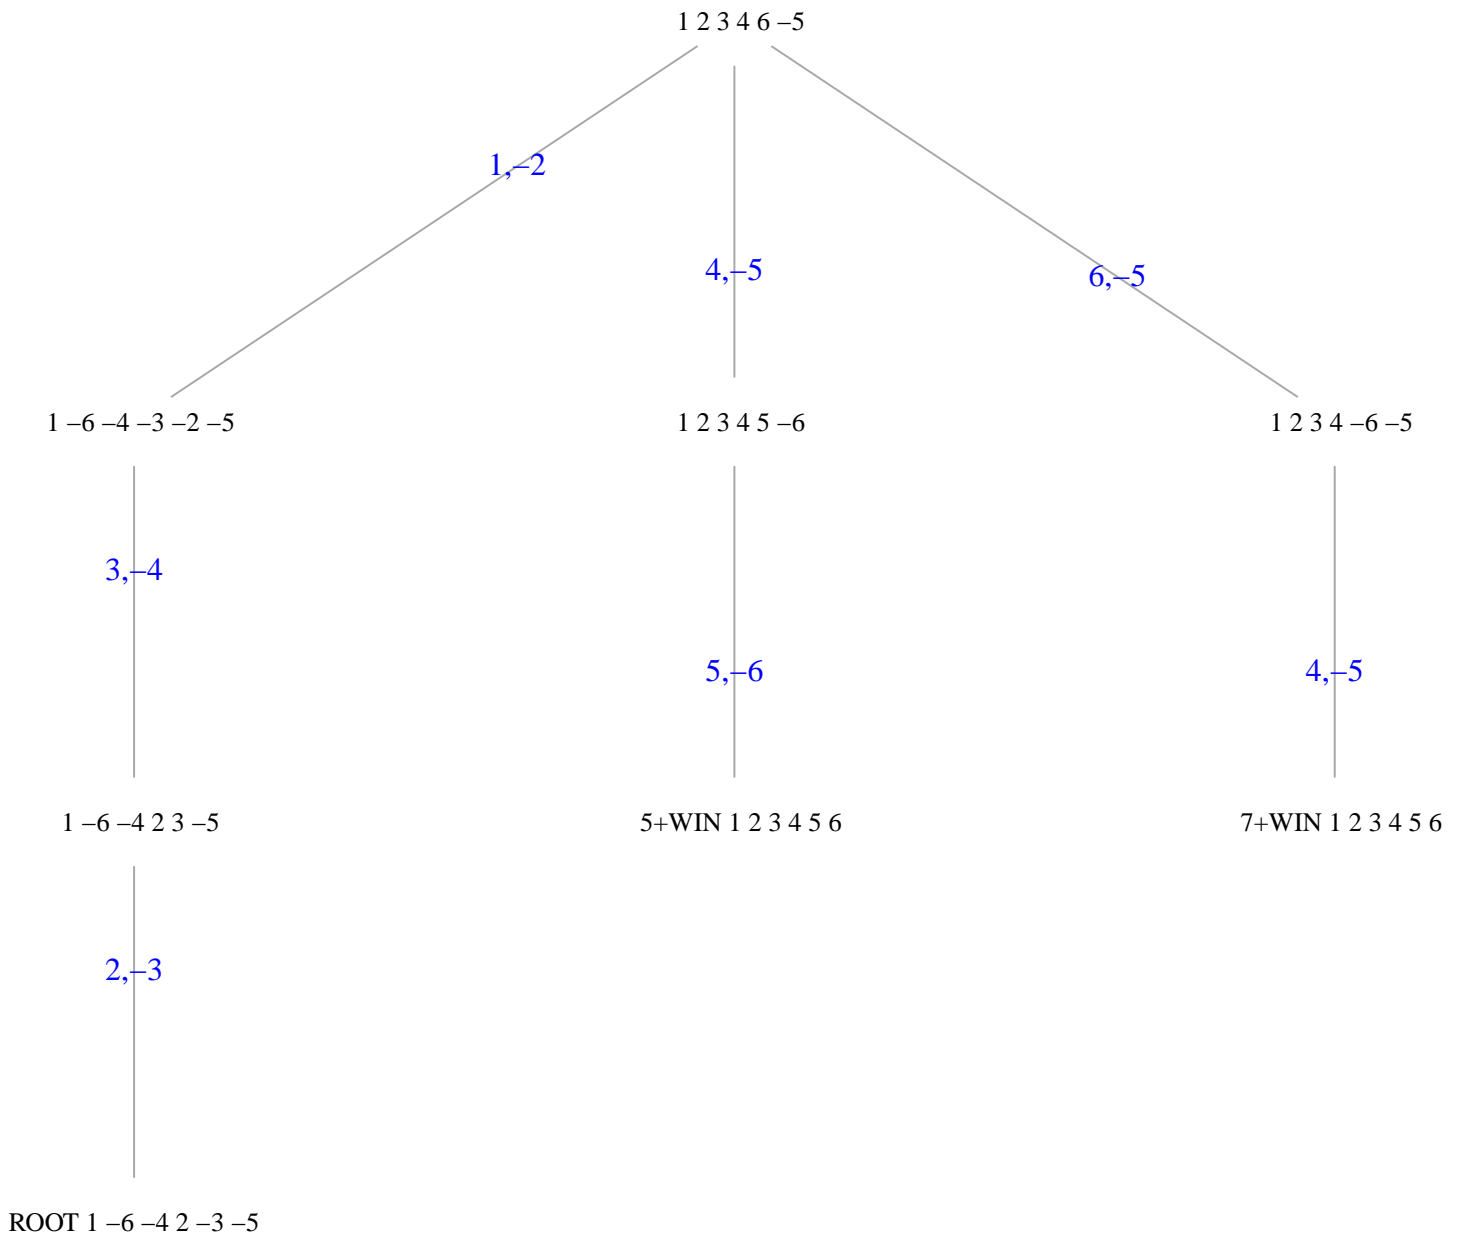 1 2 3 4 6 –5
1,–2
4,–5
6,–5
1 –6 –4 –3 –2 –5
1 2 3 4 5 –6
1 2 3 4 –6 –5
3,–4
5,–6
4,–5
1 –6 –4 2 3 –5
5+WIN 1 2 3 4 5 6
7+WIN 1 2 3 4 5 6
2,–3
ROOT 1 –6 –4 2 –3 –5